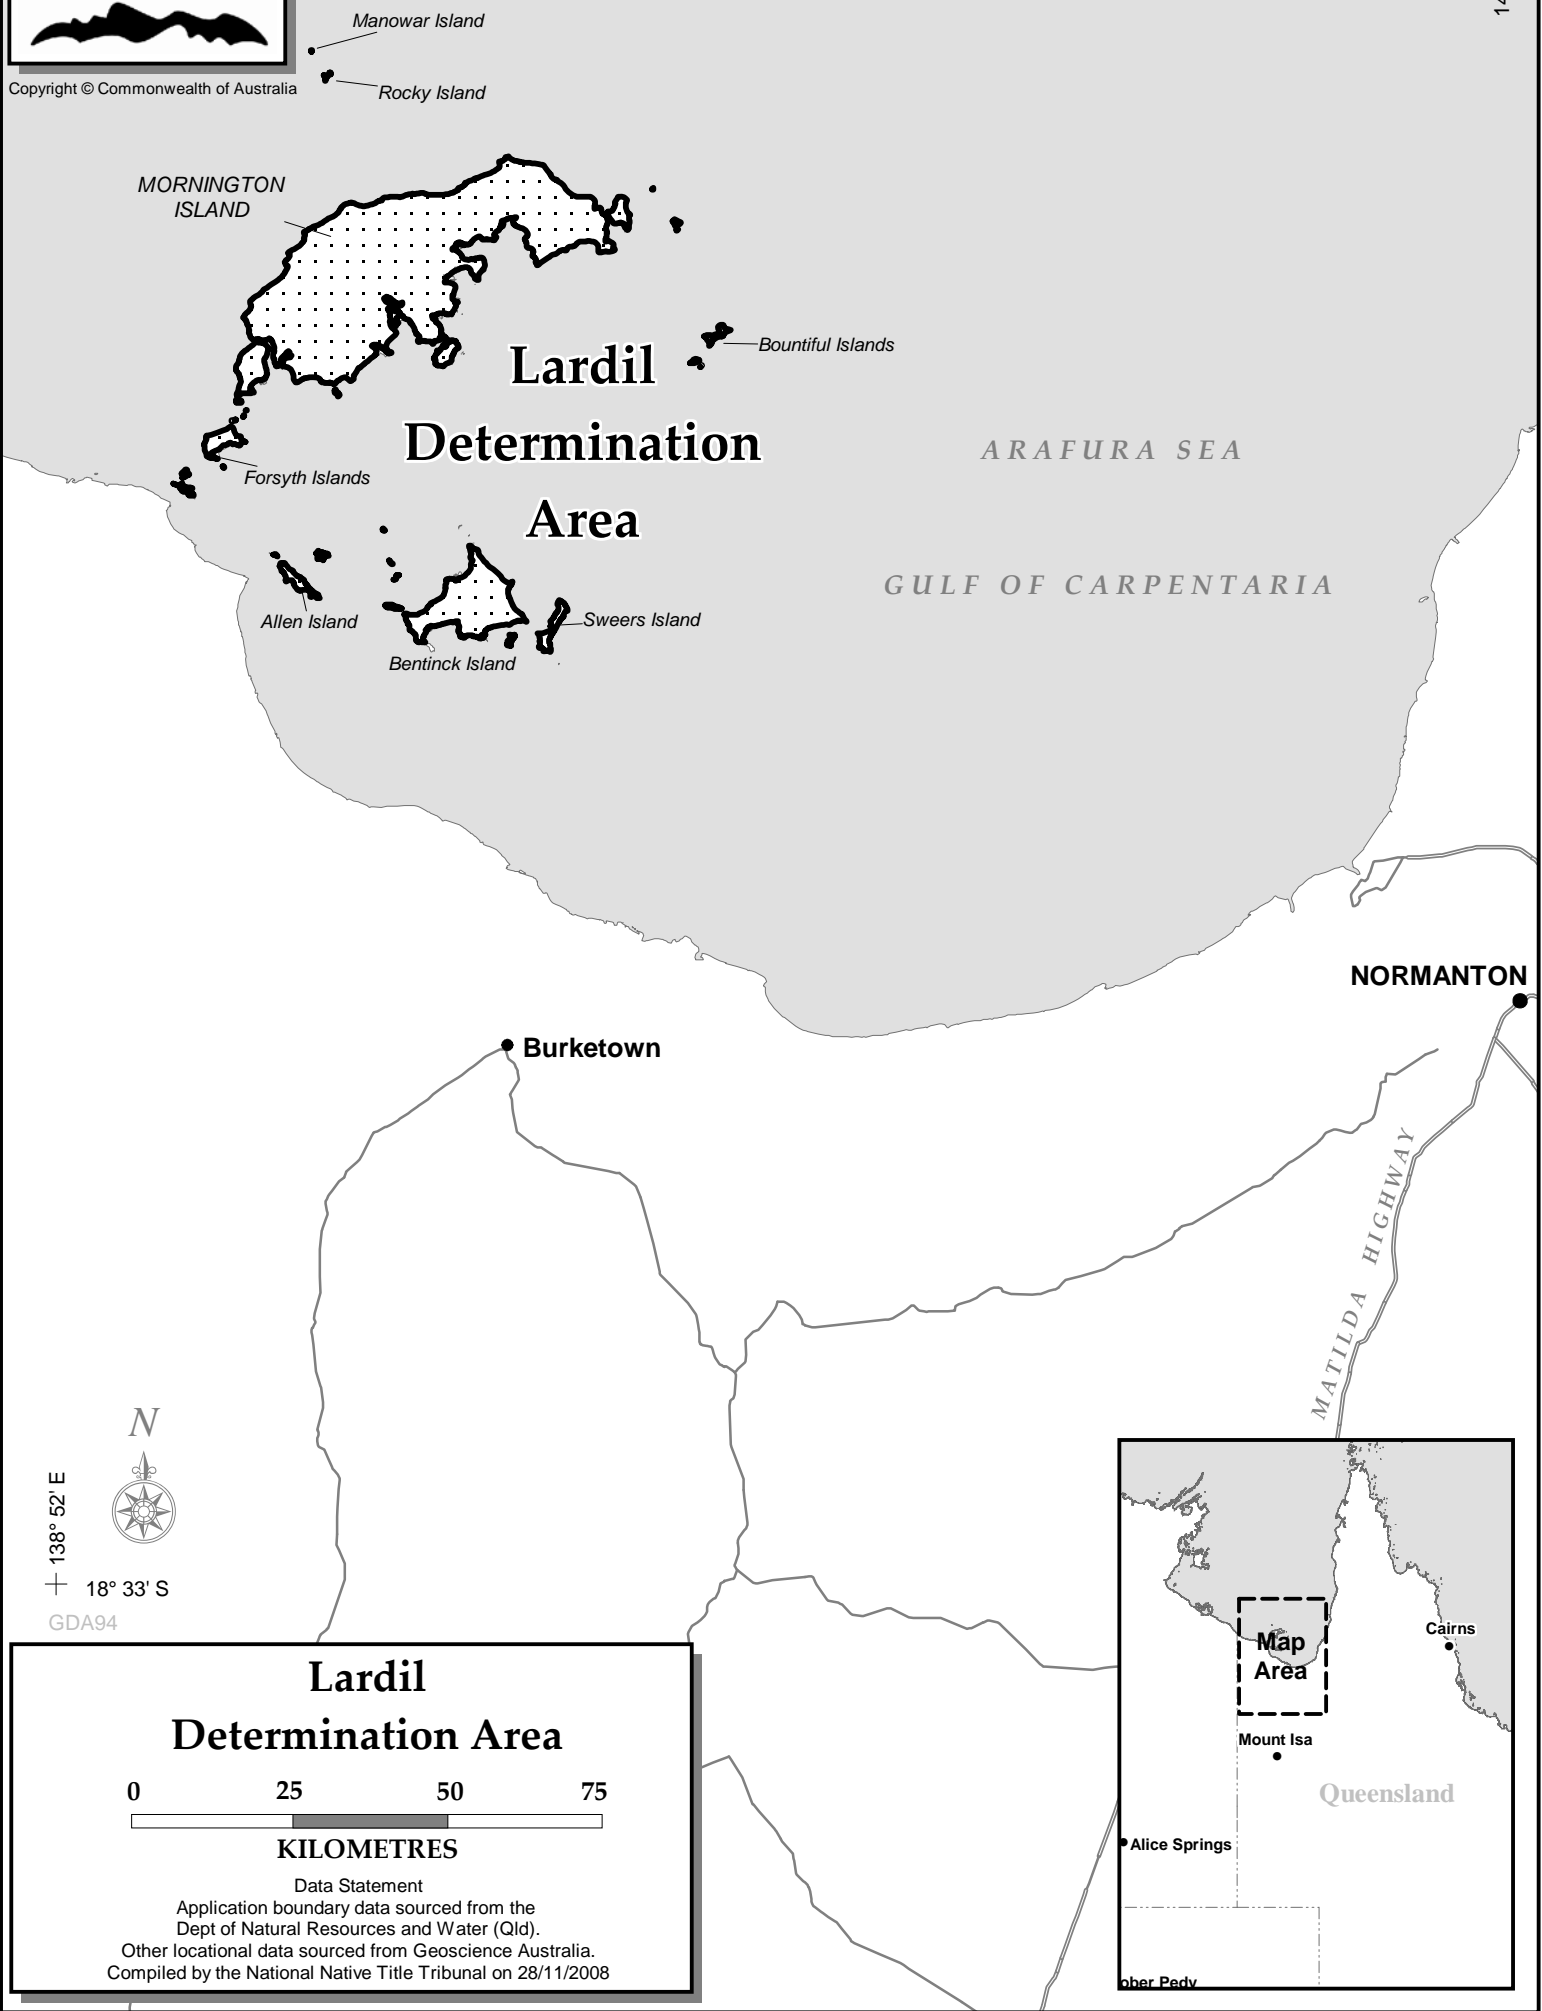 Manowar Island
Copyright © Commonwealth of Australia
Rocky Island
MORNINGTON
ISLAND
Bountiful Islands
Lardil
Determination
Area
ARAFURA SEA
Forsyth Islands
GULF OF CARPENTARIA
Allen Island
Sweers Island
Bentinck Island
NORMANTON
Burketown
MATILDA HIGHWAY
N
138° 52' E
18° 33' S
GDA94
Lardil
Determination Area
0 25 50 75
KILOMETRES
Data Statement
Application boundary data sourced from the
Dept of Natural Resources and Water (Qld).
Other locational data sourced from Geoscience Australia.
Compiled by the National Native Title Tribunal on 28/11/2008
Cairns
Map
Area
Mount Isa
Queensland
Alice Springs
ober Pedy